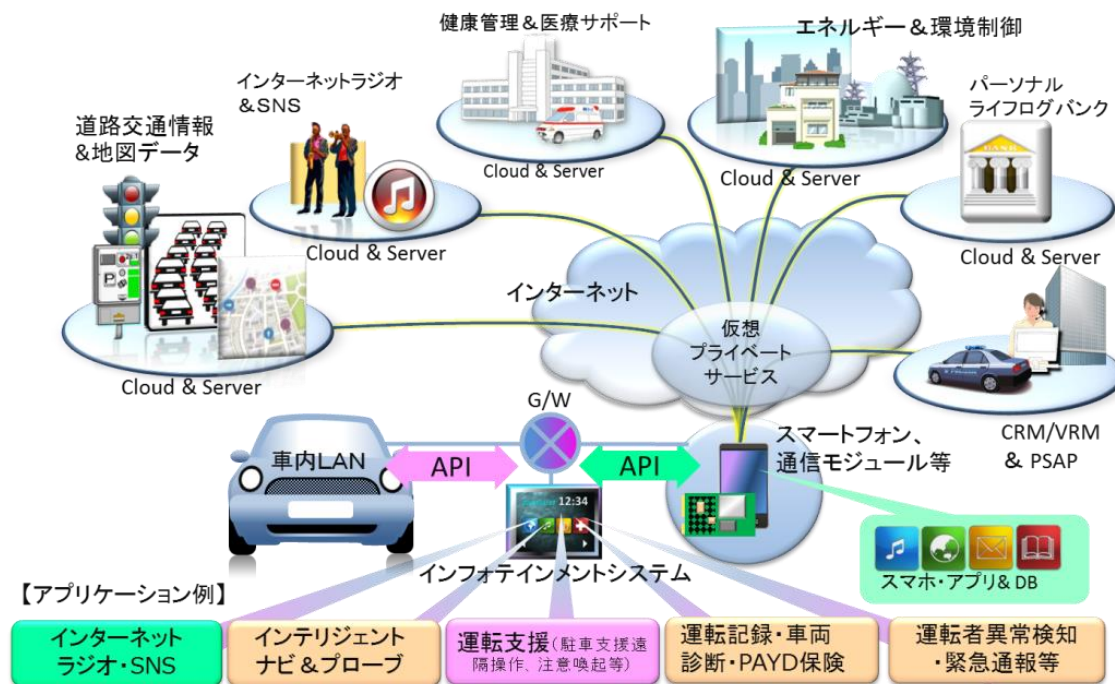 健康管理&医療サポート
エネルギー&環境制御
インターネットラジオ
&SNS
パーソナル
ライフログバンク
道路交通情報
&地図データ
BANK
Cloud & Server
Cloud & Server
Cloud & Server
Cloud & Server
P
インターネット
仮想
プライベート
サービス
Cloud & Server
G/W
CRM/VRM
& PSAP
スマートフォン、
通信モジュール等
車内LAN
API
API
12:34
インフォテインメントシステム
スマホ・アプリ& DB
【アプリケーション例】
インターネット
ラジオ・SNS
インテリジェント
ナビ&プローブ
運転支援(駐車支援遠
隔操作、注意喚起等)
運転記録・車両
診断・PAYD保険
運転者異常検知
・緊急通報等